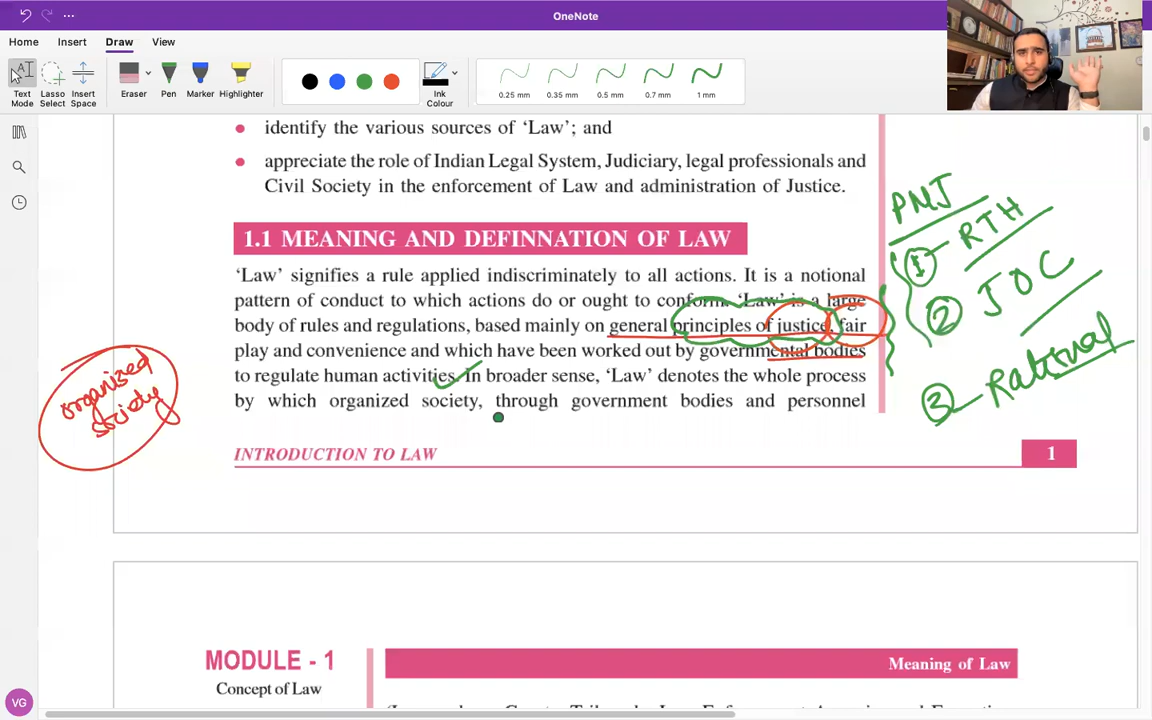 OneNote
Home Insert Draw View
Text Mode
Lasso Select
Insert Space
Eraser
Pen
Marker
Highlighter
Ink Colour
0.25 mm 0.35 mm 0.5 mm 0.7 mm 1 mm
identify the various sources of ‘Law’; and
appreciate the role of Indian Legal System, Judiciary, legal professionals and
Civil Society in the enforcement of Law and administration of Justice.
1.1 MEANING AND DEFINNATION OF LAW
‘Law’ signifies a rule applied indiscriminately to all actions. It is a notional
pattern of conduct to which actions do or ought to conform. ‘Law’ is a large
body of rules and regulations, based mainly on general principles of justice, fair
play and convenience and which have been worked out by governmental bodies
to regulate human activities. In broader sense, ‘Law’ denotes the whole process
by which organized society, through government bodies and personnel
PNJ
① RTH
② JOC
③ Rational
organized
society
INTRODUCTION TO LAW 1
MODULE - 1
Concept of Law
Meaning of Law
VG